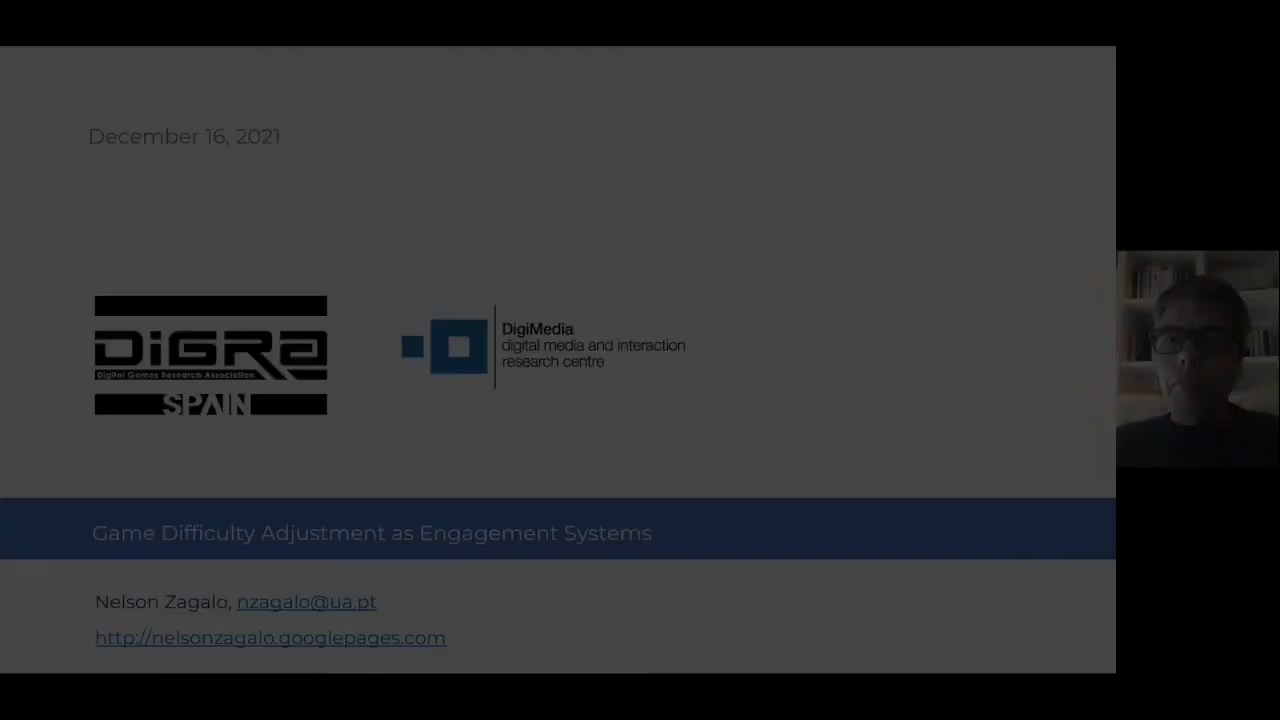 December 16, 2021
DiGRA
Digital Games Research Association
SPAIN
DigiMedia
digital media and interaction
research centre
Game Difficulty Adjustment as Engagement Systems
Nelson Zagalo, nzagalo@ua.pt
http://nelsonzagalo.googlepages.com